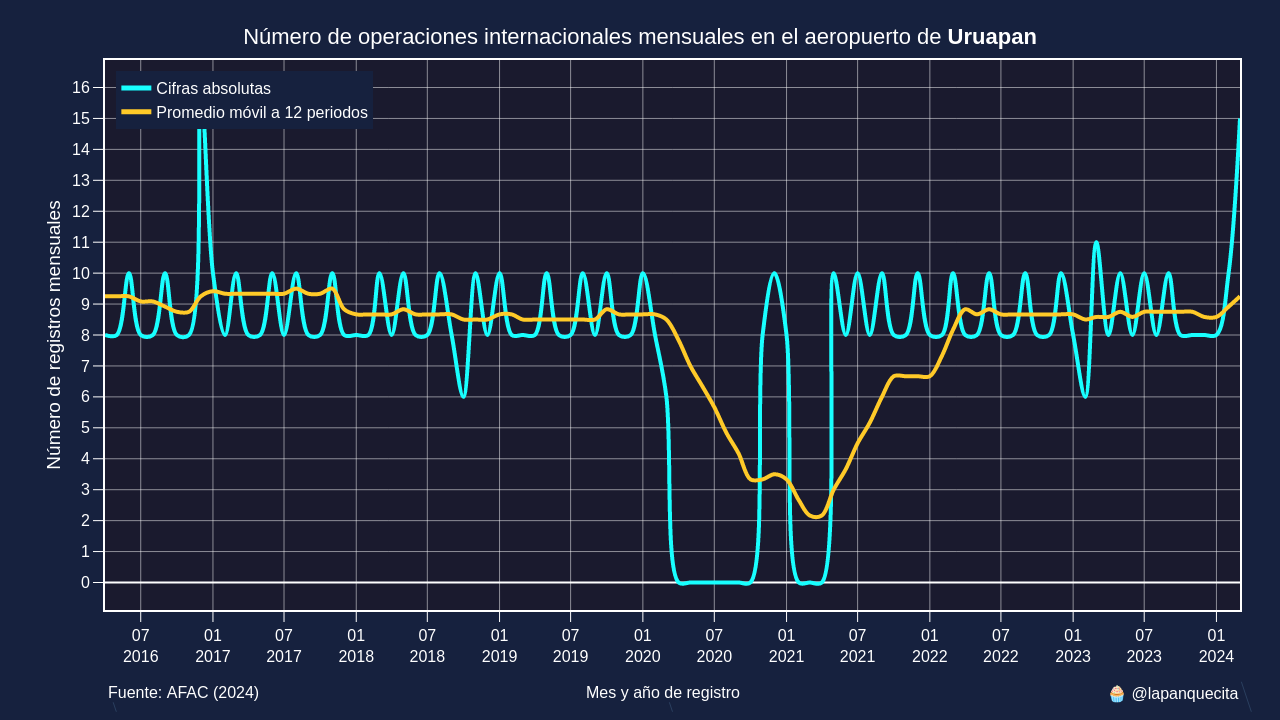 Número de operaciones internacionales mensuales en el aeropuerto de Uruapan
Cifras absolutas
Promedio móvil a 12 periodos
Número de registros mensuales
16
15
14
13
12
11
10
9
8
7
6
5
4
3
2
1
0
07 01 07 01 07 01 07 01 07 01 07 01 07 01 07 01
2016 2017 2017 2018 2018 2019 2019 2020 2020 2021 2021 2022 2022 2023 2023 2024
Fuente: AFAC (2024) Mes y año de registro 🧁 @lapanquecita